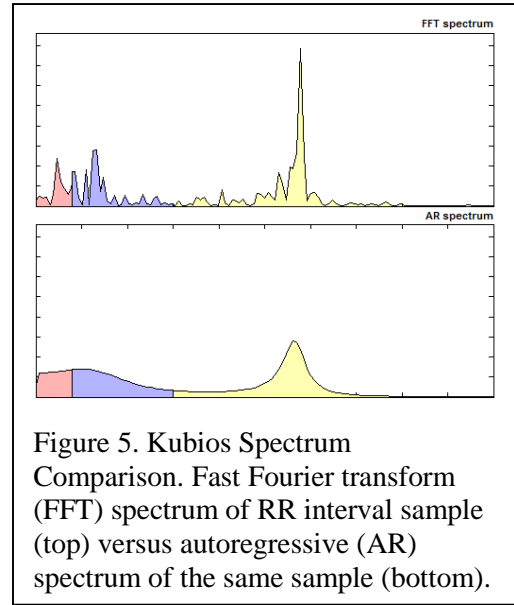 FFT spectrum
AR spectrum
Figure 5. Kubios Spectrum
Comparison. Fast Fourier transform
(FFT) spectrum of RR interval sample
(top) versus autoregressive (AR)
spectrum of the same sample (bottom).